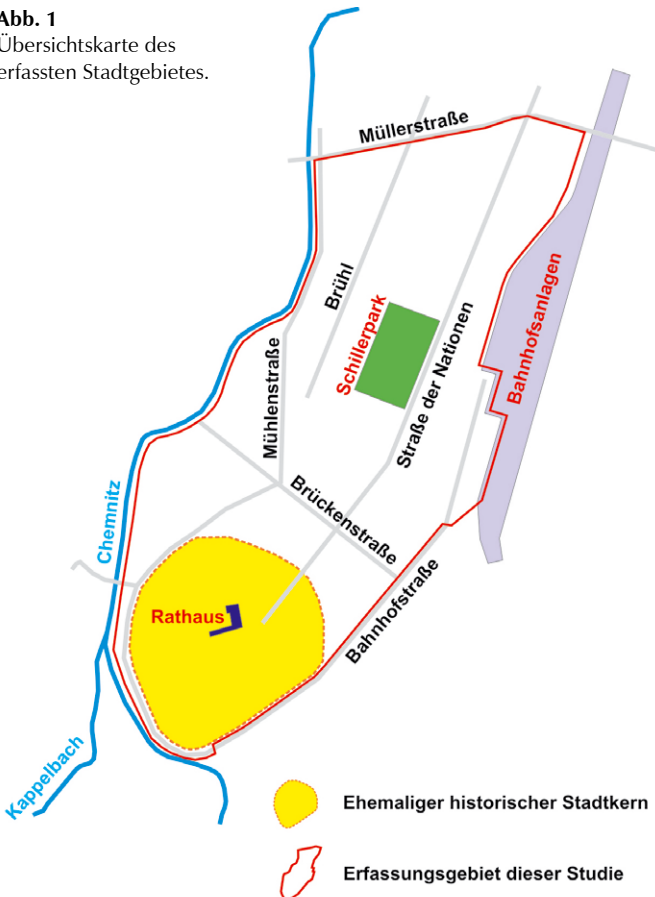 Abb. 1
Übersichtskarte des
erfassten Stadtgebietes.
Müllerstraße
Brühl
Schillerpark
Straße der Nationen
Bahnhofsanlagen
Mühlenstraße
Brückenstraße
Chemnitz
Rathaus
Bahnhofstraße
Kappelbach
Ehemaliger historischer Stadtkern
Erfassungsgebiet dieser Studie